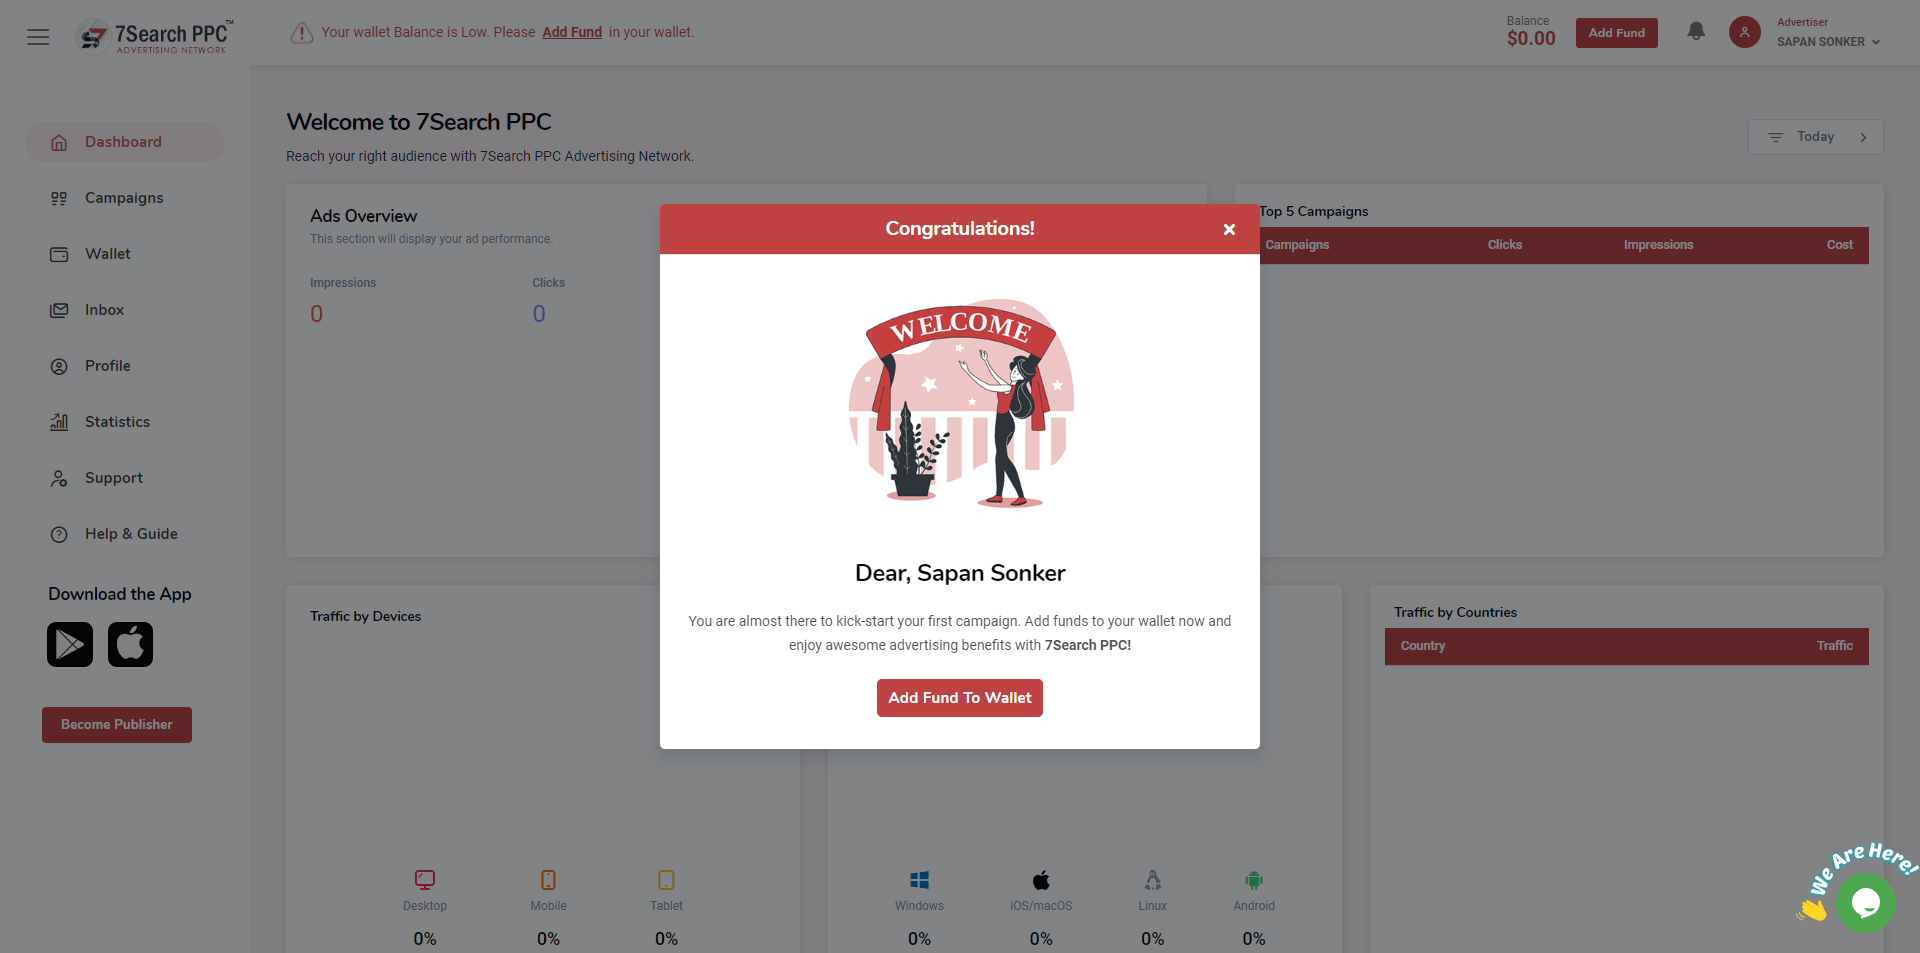 7Search PPC™
ADVERTISING NETWORK
Your wallet Balance is Low. Please Add Fund in your wallet.
Balance
$0.00
Add Fund
Advertiser
SAPAN SONKER
Dashboard
Campaigns
Wallet
Inbox
Profile
Statistics
Support
Help & Guide
Download the App
Become Publisher
Welcome to 7Search PPC
Reach your right audience with 7Search PPC Advertising Network.
Today
Ads Overview
This section will display your ad performance.
Impressions
Clicks
0
0
Top 5 Campaigns
Campaigns Clicks Impressions Cost
Congratulations!
WELCOME
Dear, Sapan Sonker
You are almost there to kick-start your first campaign. Add funds to your wallet now and
enjoy awesome advertising benefits with 7Search PPC!
Add Fund To Wallet
Traffic by Devices
Desktop Mobile Tablet
0% 0% 0%
Windows iOS/macOS Linux Android
0% 0% 0% 0%
Traffic by Countries
Country Traffic
We Are Here!